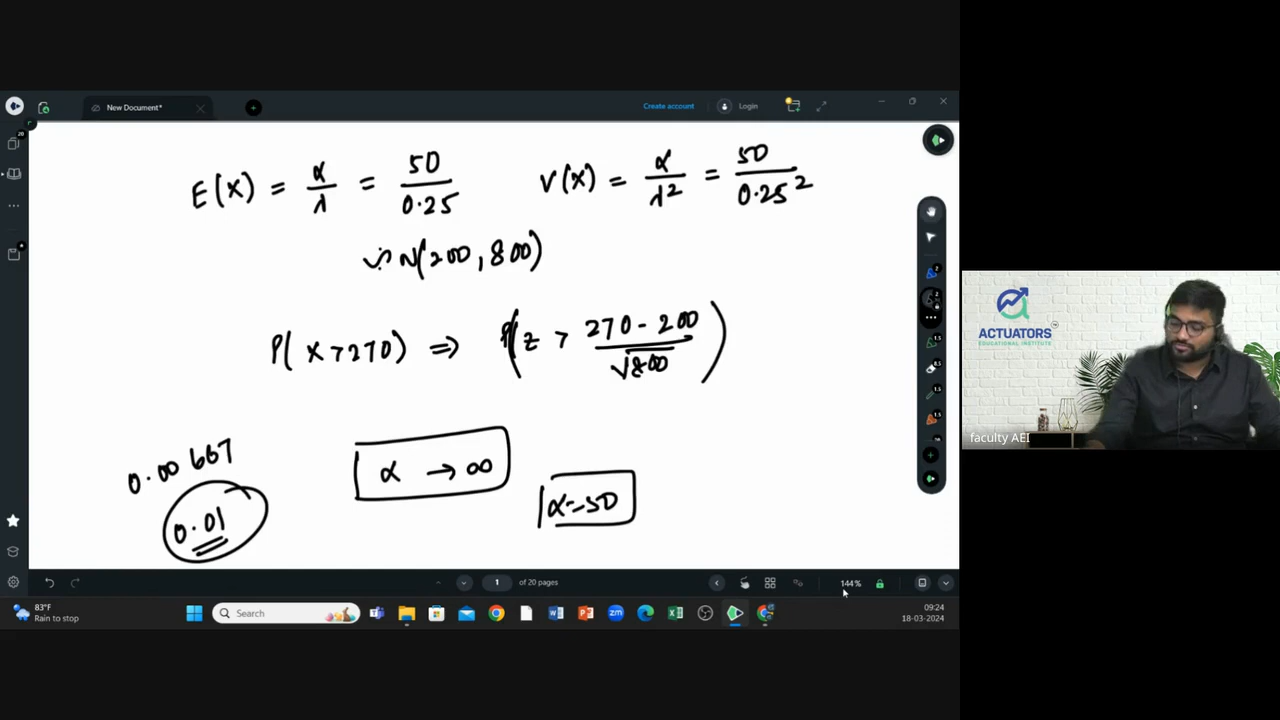 New Document*
Create account
Login
20
E(X) = α/λ = 50/0.25
V(X) = α/λ² = 50/0.25²
∼ N(200, 800)
P(X > 270) ⇒ P(Z > (270 - 200)/√800)
0.00667
0.01
α → ∞
α = 50
ACTUATORS
EDUCATIONAL INSTITUTE
faculty AEI
1 of 20 pages
144%
83°F
Rain to stop
Search
09:24
18-03-2024